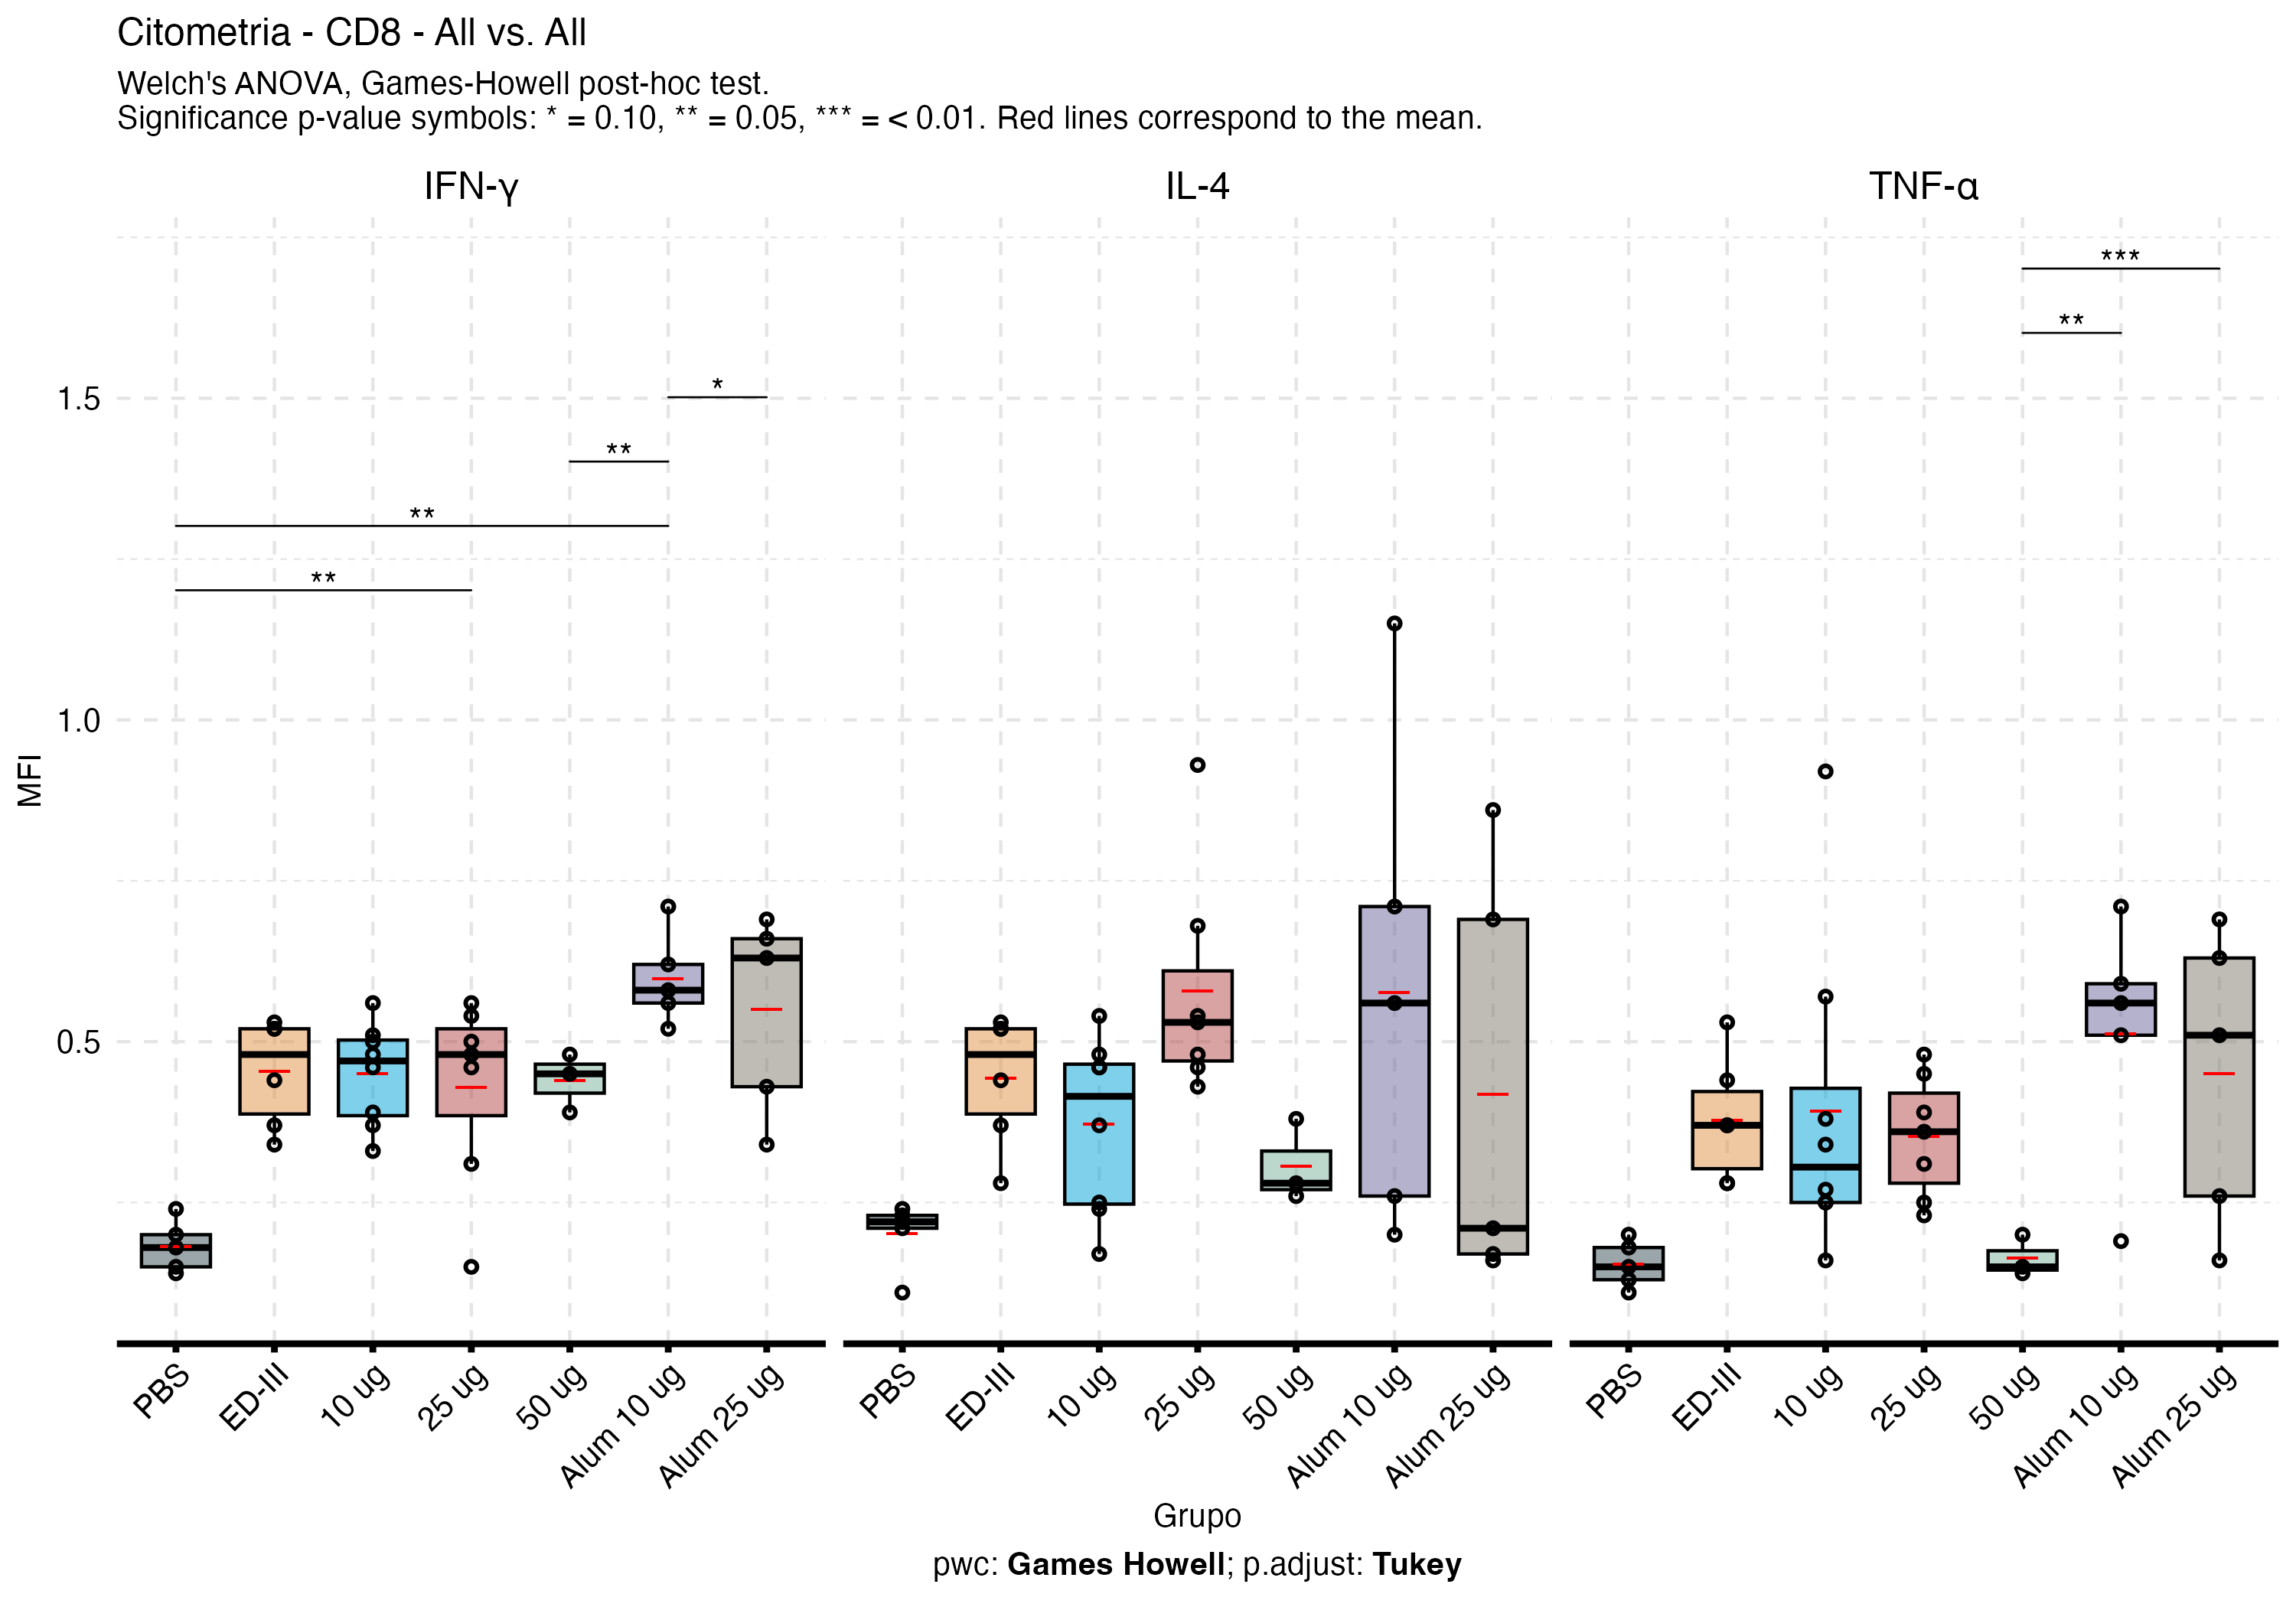 Citometria - CD8 - All vs. All
Welch's ANOVA, Games-Howell post-hoc test.
Significance p-value symbols: * = 0.10, ** = 0.05, *** = < 0.01. Red lines correspond to the mean.
IFN-γ IL-4 TNF-α
***
**
1.5
*
**
**
**
1.0
MFI
0.5
PBS ED-III 10 ug 25 ug 50 ug Alum 10 ug Alum 25 ug
PBS ED-III 10 ug 25 ug 50 ug Alum 10 ug Alum 25 ug
PBS ED-III 10 ug 25 ug 50 ug Alum 10 ug Alum 25 ug
Grupo
pwc: Games Howell; p.adjust: Tukey